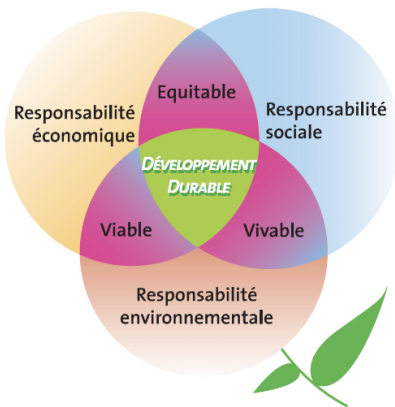 Equitable
Responsabilité
économique
Responsabilité
sociale
DÉVELOPPEMENT
DURABLE
Viable
Vivable
Responsabilité
environnementale